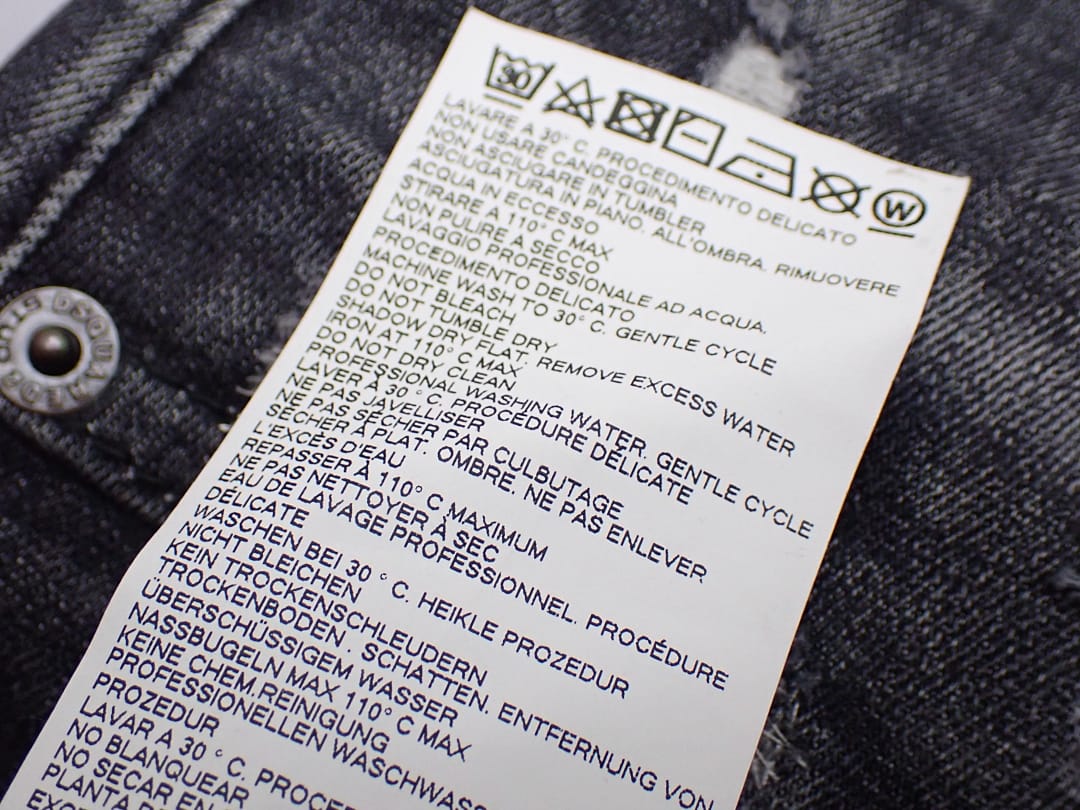 30 W
LAVARE A 30° C. PROCEDIMENTO DELICATO
NON USARE CANDEGGINA
NON ASCIUGARE IN TUMBLER
ASCIUGATURA IN PIANO. ALL'OMBRA. RIMUOVERE
ACQUA IN ECCESSO
STIRARE A 110° C MAX
NON PULIRE A SECCO
LAVAGGIO PROFESSIONALE AD ACQUA.
PROCEDIMENTO DELICATO
MACHINE WASH TO 30° C. GENTLE CYCLE
DO NOT BLEACH
DO NOT TUMBLE DRY
SHADOW DRY FLAT, REMOVE EXCESS WATER
IRON AT 110° C MAX
DO NOT DRY CLEAN
PROFESSIONAL WASHING WATER. GENTLE CYCLE
LAVER À 30° C. PROCÉDURE DÉLICATE
NE PAS JAVELLISER
NE PAS SÉCHER PAR CULBUTAGE
SÉCHER À PLAT. OMBRE. NE PAS ENLEVER
L'EXCÉS D'EAU
REPASSER À 110° C MAXIMUM
NE PAS NETTOYER À SEC
EAU DE LAVAGE PROFESSIONNEL. PROCÉDURE
DÉLICATE
WASCHEN BEI 30 ° C. HEIKLE PROZEDUR
NICHT BLEICHEN
KEIN TROCKENSCHLEUDERN
TROCKENBODEN , SCHATTEN. ENTFERNUNG VON
ÜBERSCHÜSSIGEM WASSER
NASSBUGELN MAX 110° C MAX
KEINE CHEM.REINIGUNG
PROFESSIONELLEN WASCHWASS
PROZEDUR
LAVAR A 30 ° C. PROCE
NO BLANQUEAR
NO SECAR EN
PLANTA